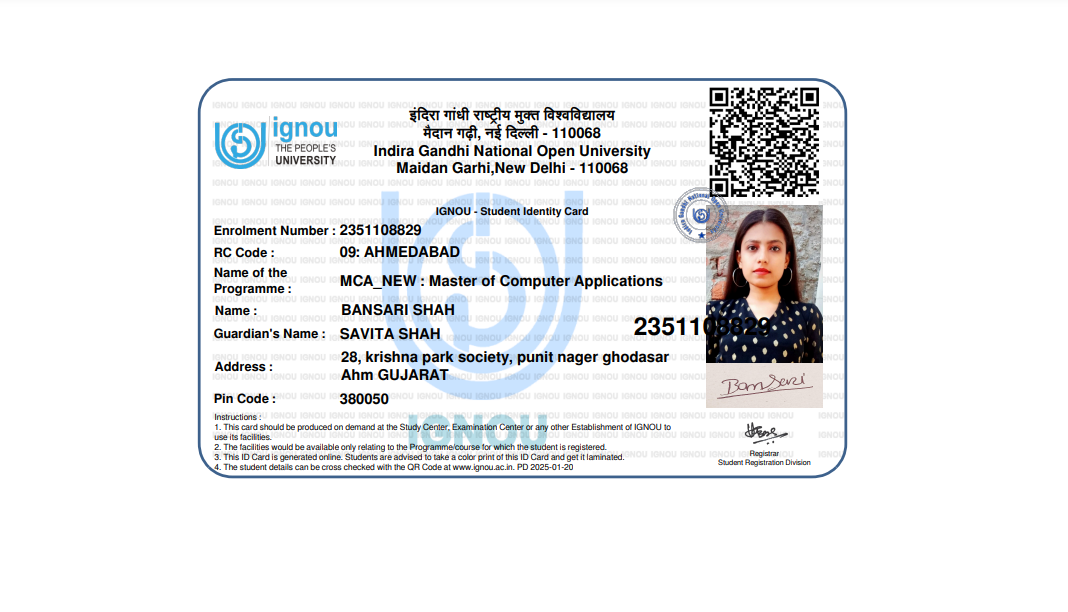 ignou
THE PEOPLE'S
UNIVERSITY
इंदिरा गांधी राष्ट्रीय मुक्त विश्वविद्यालय
मैदान गढ़ी, नई दिल्ली - 110068
Indira Gandhi National Open University
Maidan Garhi,New Delhi - 110068
IGNOU - Student Identity Card
Enrolment Number : 2351108829
RC Code : 09: AHMEDABAD
Name of the
Programme : MCA_NEW : Master of Computer Applications
Name : BANSARI SHAH
Guardian's Name : SAVITA SHAH
Address : 28, krishna park society, punit nager ghodasar
Ahm GUJARAT
Pin Code : 380050
2351108829
Bansari
IGNOU
Instructions :
1. This card should be produced on demand at the Study Center, Examination Center or any other Establishment of IGNOU to
use its facilities.
2. The facilities would be available only relating to the Programme/course for which the student is registered.
3. This ID Card is generated online. Students are advised to take a color print of this ID Card and get it laminated.
4. The student details can be cross checked with the QR Code at www.ignou.ac.in. PD 2025-01-20
Registrar
Student Registration Division